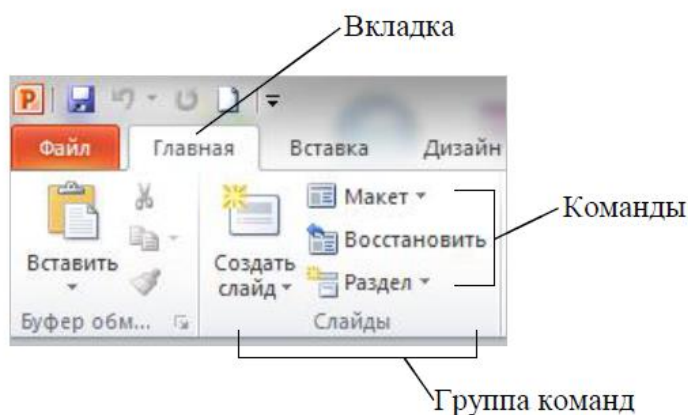 Вкладка
P
Файл Главная Вставка Дизайн
Макет
Восстановить
Раздел
Команды
Вставить
Создать
слайд
Буфер обм... Слайды
Группа команд